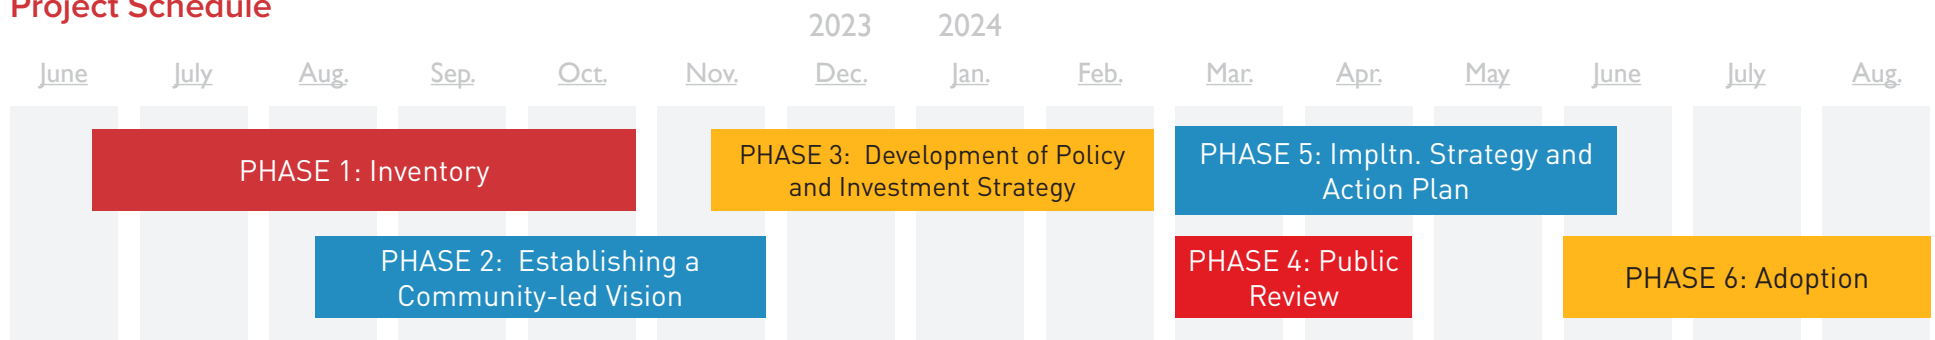 Project Schedule
2023 2024
June July Aug. Sep. Oct. Nov. Dec. Jan. Feb. Mar. Apr. May June July Aug.
PHASE 1: Inventory
PHASE 3: Development of Policy
and Investment Strategy
PHASE 5: Impltn. Strategy and
Action Plan
PHASE 2: Establishing a
Community-led Vision
PHASE 4: Public
Review
PHASE 6: Adoption